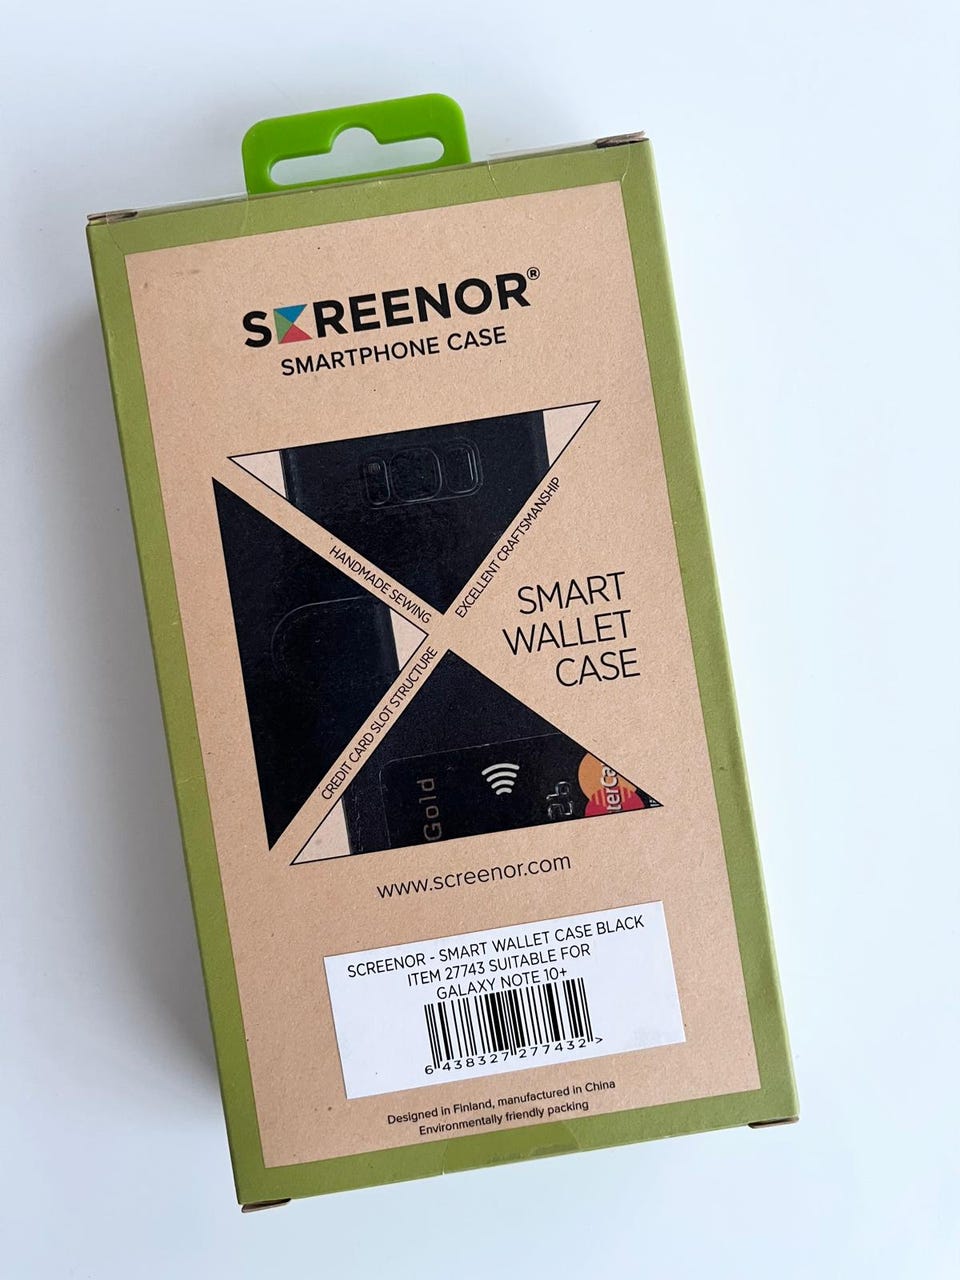 SCREENOR®
SMARTPHONE CASE
HANDMADE SEWING
EXCELLENT CRAFTSMANSHIP
CREDIT CARD SLOT STRUCTURE
SMART
WALLET
CASE
Gold
26
terCa
www.screenor.com
SCREENOR - SMART WALLET CASE BLACK
ITEM 27743 SUITABLE FOR
GALAXY NOTE 10+
6 438327 277432 >
Designed in Finland, manufactured in China
Environmentally friendly packing